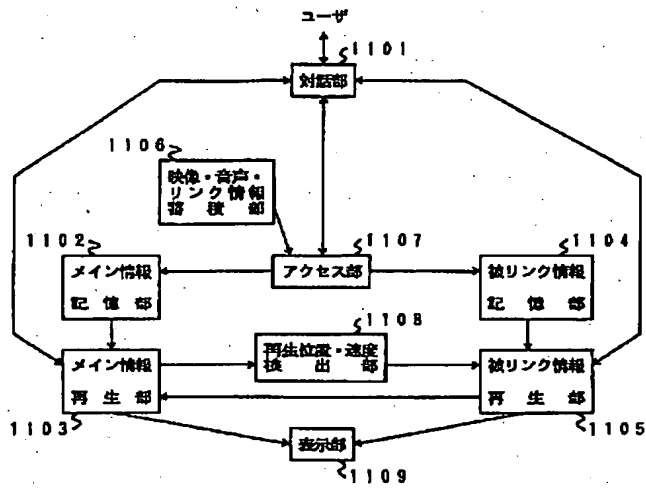 ユーザ
1101
対話部
1106
映像・音声・
リンク情報
蓄積部
1102
1107
1104
メイン情報
記憶部
アクセス部
被リンク情報
記憶部
1108
メイン情報
再生部
再生位置・速度
検出部
被リンク情報
再生部
1103
1105
表示部
1109